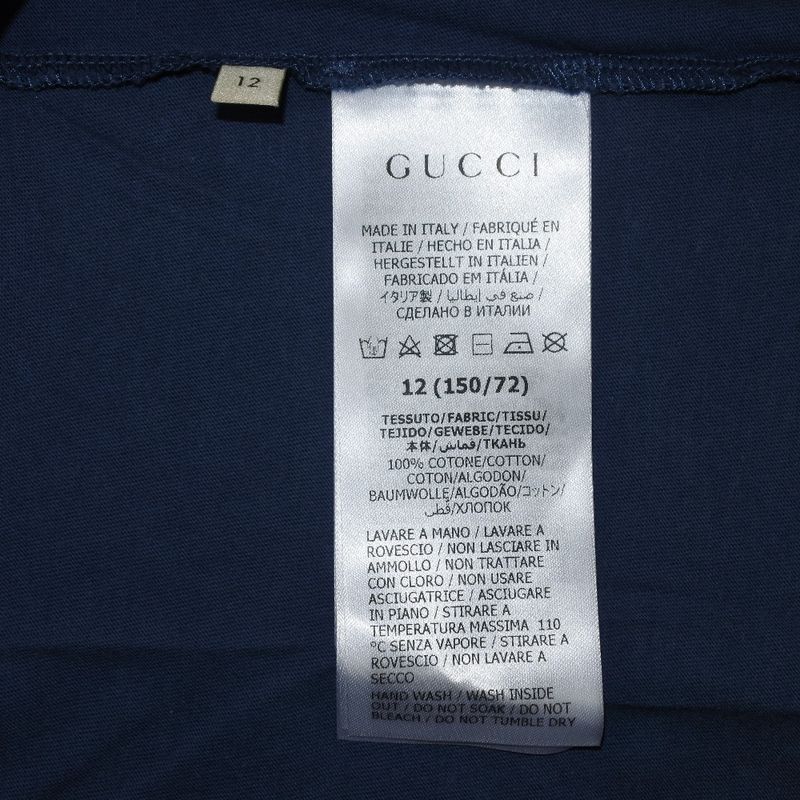 12
GUCCI
MADE IN ITALY / FABRIQUÉ EN
ITALIE / HECHO EN ITALIA /
HERGESTELLT IN ITALIEN /
FABRICADO EM ITÁLIA /
イタリア製 / صنع في إيطاليا /
СДЕЛАНО В ИТАЛИИ
12 (150/72)
TESSUTO/FABRIC/TISSU/
TEJIDO/GEWEBE/TECIDO/
本体/قماش/ТКАНЬ
100% COTONE/COTTON/
COTON/ALGODON/
BAUMWOLLE/ALGODÃO/コットン/
قطن/ХЛОПОК
LAVARE A MANO / LAVARE A
ROVESCIO / NON LASCIARE IN
AMMOLLO / NON TRATTARE
CON CLORO / NON USARE
ASCIUGATRICE / ASCIUGARE
IN PIANO / STIRARE A
TEMPERATURA MASSIMA 110
°C SENZA VAPORE / STIRARE A
ROVESCIO / NON LAVARE A
SECCO
HAND WASH / WASH INSIDE
OUT / DO NOT SOAK / DO NOT
BLEACH / DO NOT TUMBLE DRY